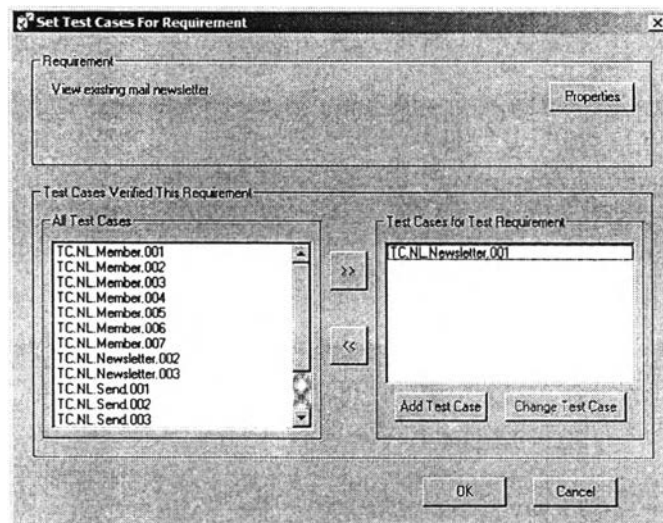 Set Test Cases For Requirement
Requirement
View existing mail newsletter.
Properties
Test Cases Verified This Requirement
All Test Cases
TC.NL.Member.001
TC.NL.Member.002
TC.NL.Member.003
TC.NL.Member.004
TC.NL.Member.005
TC.NL.Member.006
TC.NL.Member.007
TC.NL.Newsletter.002
TC.NL.Newsletter.003
TC.NL.Send.001
TC.NL.Send.002
TC.NL.Send.003
>>
<<
Test Cases for Test Requirement
TC.NL.Newsletter.001
Add Test Case
Change Test Case
OK
Cancel